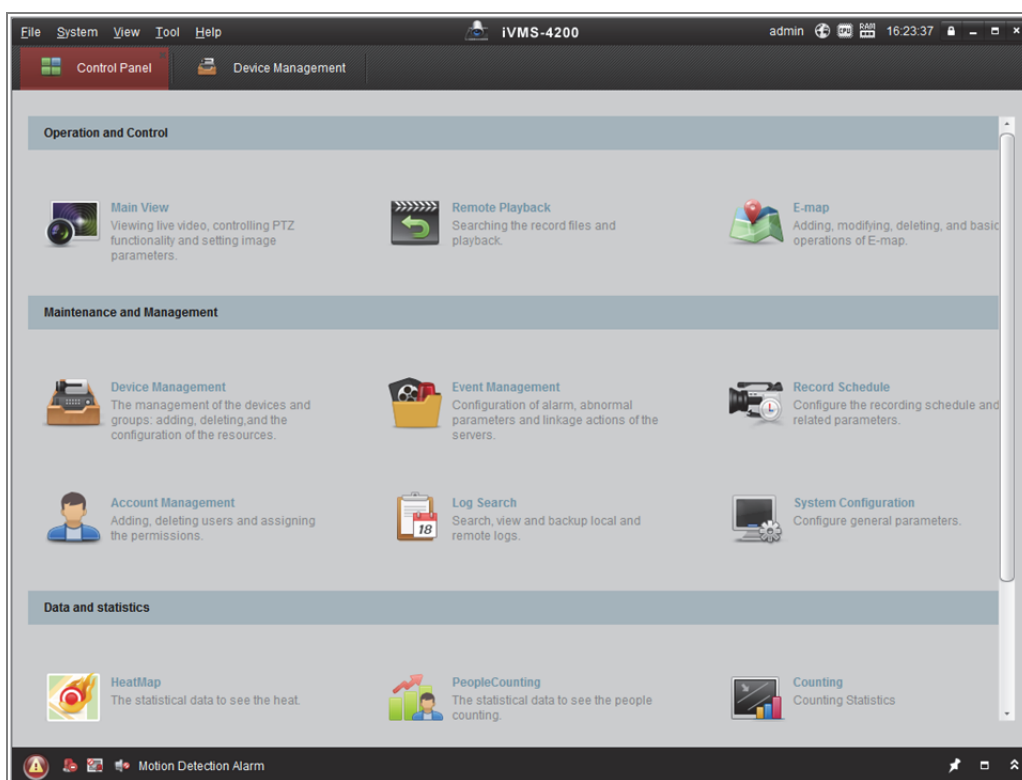 File System View Tool Help
iVMS-4200
admin CPU RAM 16:23:37
Control Panel
Device Management
Operation and Control
Main View
Viewing live video, controlling PTZ
functionality and setting image
parameters.
Remote Playback
Searching the record files and
playback.
E-map
Adding, modifying, deleting, and basic
operations of E-map.
Maintenance and Management
Device Management
The management of the devices and
groups: adding, deleting,and the
configuration of the resources.
Event Management
Configuration of alarm, abnormal
parameters and linkage actions of the
servers.
Record Schedule
Configure the recording schedule and
related parameters.
Account Management
Adding, deleting users and assigning
the permissions.
18
Log Search
Search, view and backup local and
remote logs.
System Configuration
Configure general parameters.
Data and statistics
HeatMap
The statistical data to see the heat.
PeopleCounting
The statistical data to see the people
counting.
Counting
Counting Statistics
Motion Detection Alarm